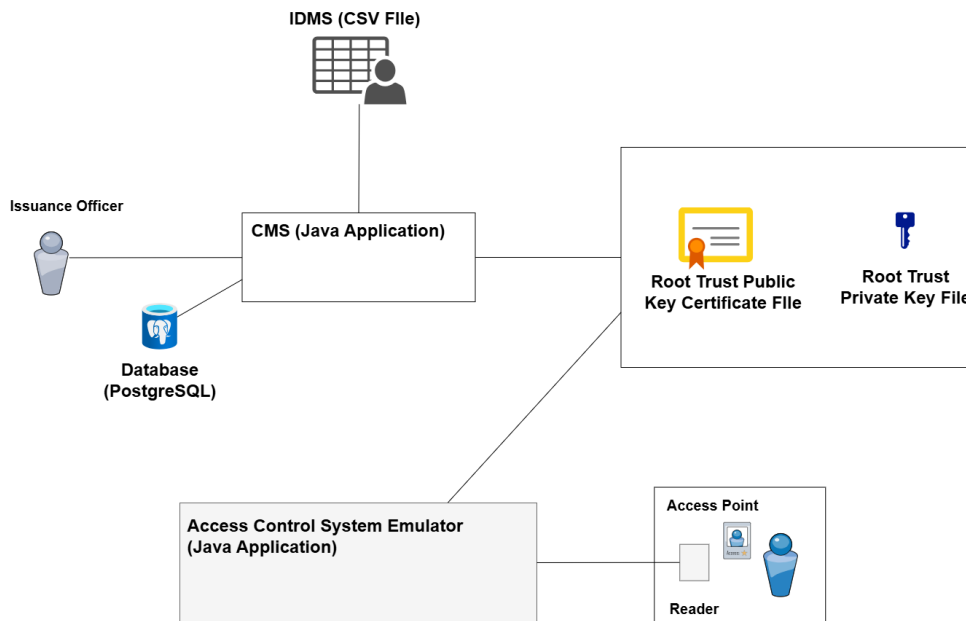 IDMS (CSV FIle)
Issuance Officer
CMS (Java Application)
Root Trust Public
Key Certificate FIle
Root Trust
Private Key File
Database
(PostgreSQL)
Access Control System Emulator
(Java Application)
Access Point
Access
Reader